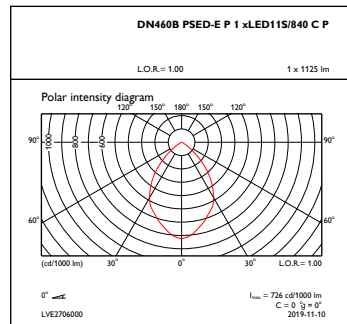 DN460B PSED-E P 1 xLED11S/840 C P
L.O.R.= 1.00 1 x 1125 lm
Polar intensity diagram
120° 150° 180° 150° 120°
90° 1000 800 600 90°
60° 60°
(cd/1000 lm) 30° 0° 30° L.O.R.= 1.00
0° Imax = 726 cd/1000 lm
C = 0 °g = 0°
LVE2706000 2019-11-10